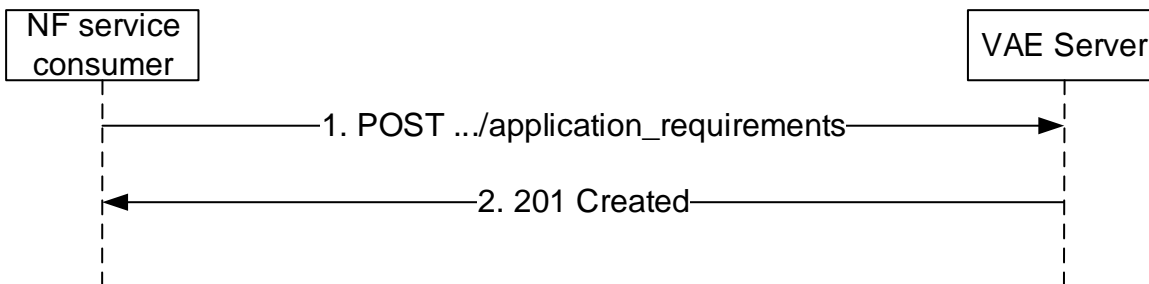 NF service
consumer
VAE Server
1. POST .../application_requirements
2. 201 Created